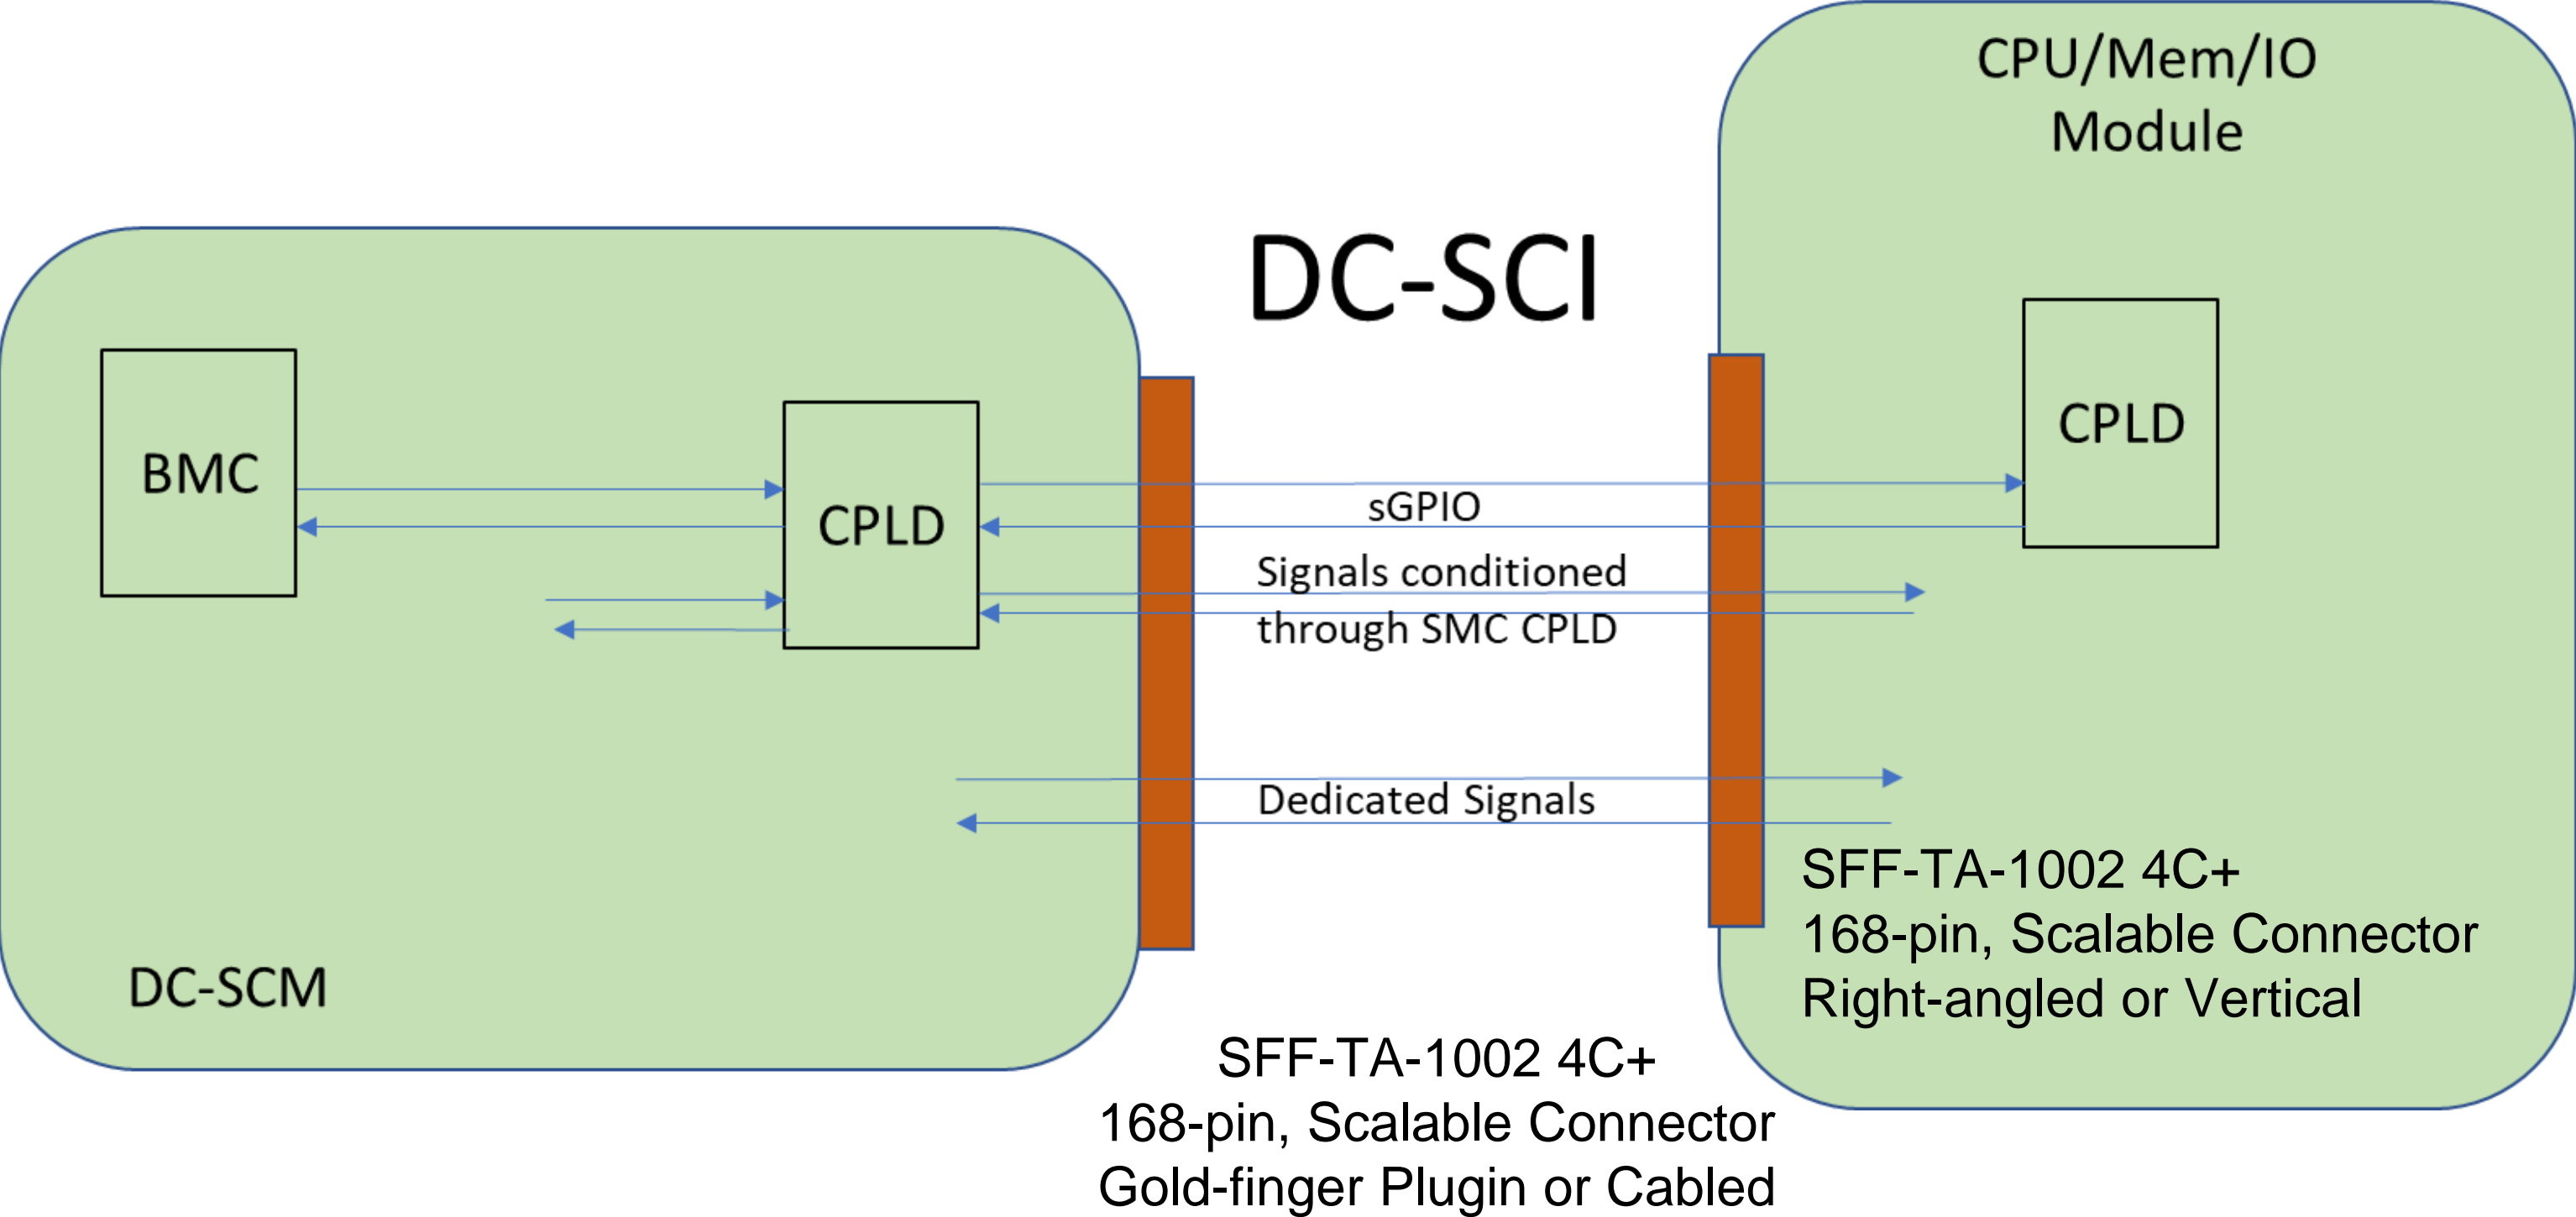 CPU/Mem/IO
Module
DC-SCI
BMC
CPLD
CPLD
sGPIO
Signals conditioned
through SMC CPLD
Dedicated Signals
DC-SCM
SFF-TA-1002 4C+
168-pin, Scalable Connector
Right-angled or Vertical
SFF-TA-1002 4C+
168-pin, Scalable Connector
Gold-finger Plugin or Cabled